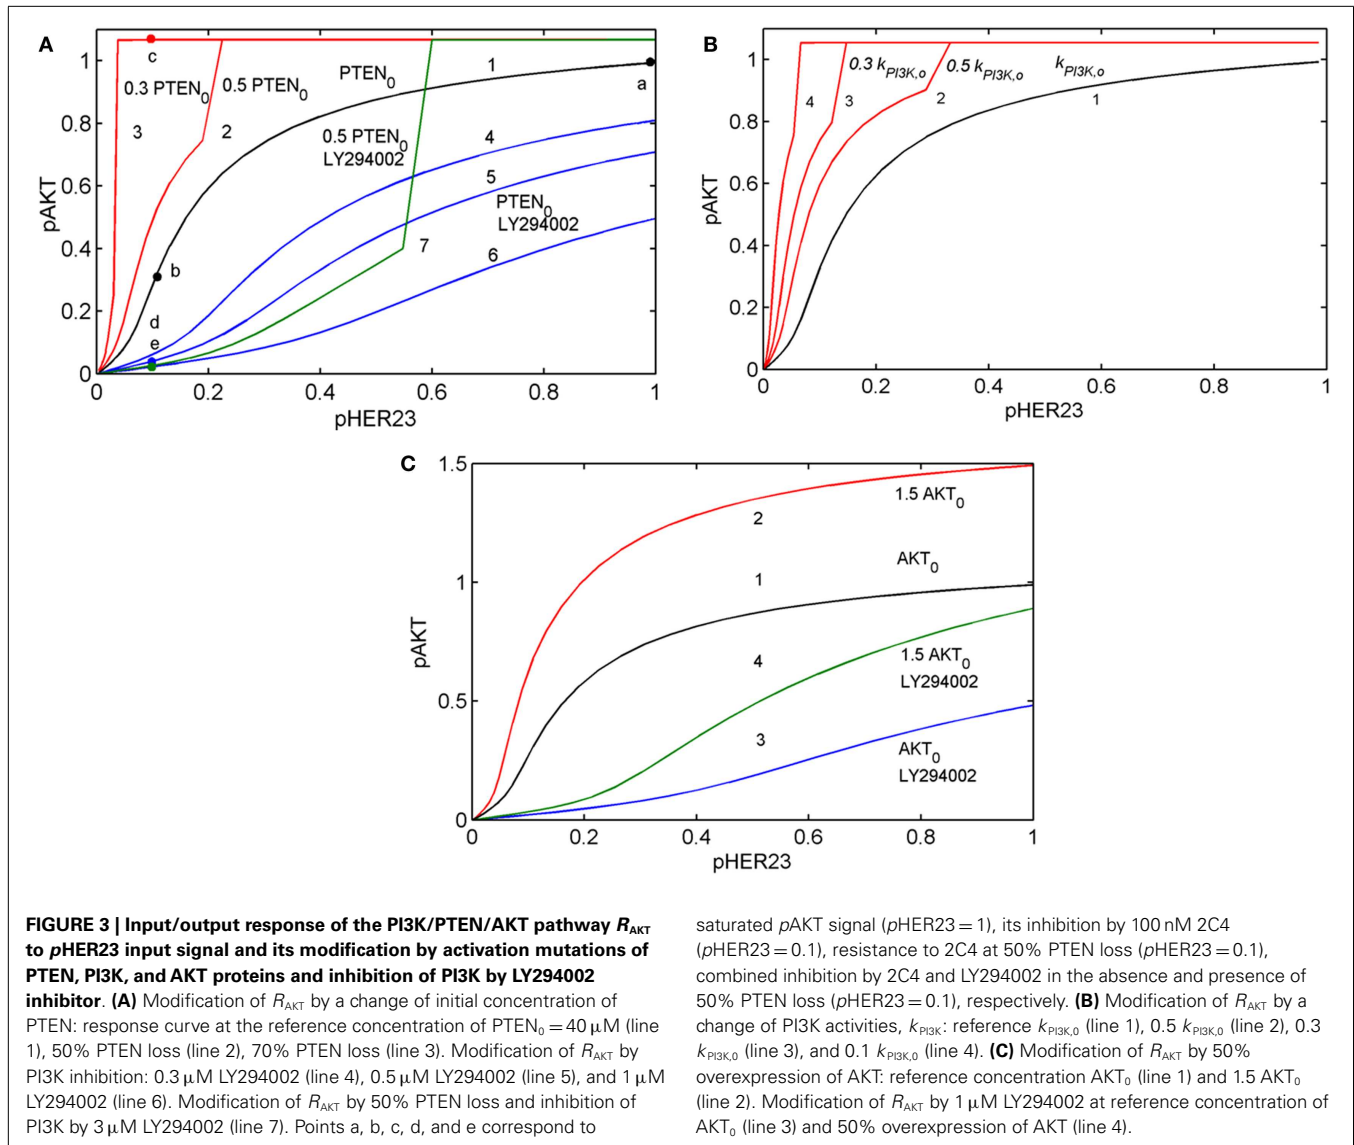 A
1
0.8
0.6
0.4
0.2
0
0 0.2 0.4 0.6 0.8 1
pAKT
pHER23
c
0.3 PTEN0
0.5 PTEN0
PTEN0
1
a
3
2
0.5 PTEN0
LY294002
4
5
PTEN0
LY294002
b
7
6
d
e
B
1
0.8
0.6
0.4
0.2
0
0 0.2 0.4 0.6 0.8 1
pAKT
pHER23
0.3 kPI3K,o
0.5 kPI3K,o
kPI3K,o
4
3
2
1
C
1.5
1
0.5
0
0 0.2 0.4 0.6 0.8 1
pAKT
pHER23
1.5 AKT0
2
AKT0
1
4
1.5 AKT0
LY294002
3
AKT0
LY294002
FIGURE 3 | Input/output response of the PI3K/PTEN/AKT pathway RAKT
to pHER23 input signal and its modification by activation mutations of
PTEN, PI3K, and AKT proteins and inhibition of PI3K by LY294002
inhibitor. (A) Modification of RAKT by a change of initial concentration of
PTEN: response curve at the reference concentration of PTEN0 = 40 μM (line
1), 50% PTEN loss (line 2), 70% PTEN loss (line 3). Modification of RAKT by
PI3K inhibition: 0.3 μM LY294002 (line 4), 0.5 μM LY294002 (line 5), and 1 μM
LY294002 (line 6). Modification of RAKT by 50% PTEN loss and inhibition of
PI3K by 3 μM LY294002 (line 7). Points a, b, c, d, and e correspond to
saturated pAKT signal (pHER23 = 1), its inhibition by 100 nM 2C4
(pHER23 = 0.1), resistance to 2C4 at 50% PTEN loss (pHER23 = 0.1),
combined inhibition by 2C4 and LY294002 in the absence and presence of
50% PTEN loss (pHER23 = 0.1), respectively. (B) Modification of RAKT by a
change of PI3K activities, kPI3K: reference kPI3K,0 (line 1), 0.5 kPI3K,0 (line 2), 0.3
kPI3K,0 (line 3), and 0.1 kPI3K,0 (line 4). (C) Modification of RAKT by 50%
overexpression of AKT: reference concentration AKT0 (line 1) and 1.5 AKT0
(line 2). Modification of RAKT by 1 μM LY294002 at reference concentration of
AKT0 (line 3) and 50% overexpression of AKT (line 4).